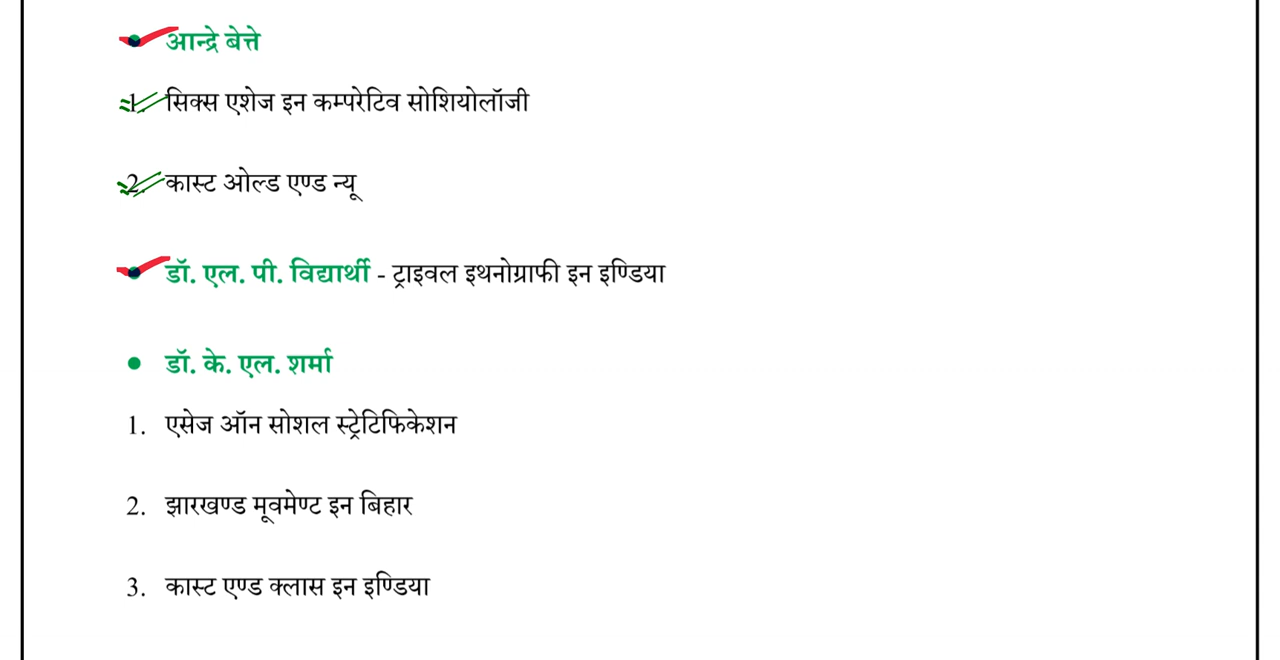 • आन्द्रे बेत्ते
1. सिक्स एशेज इन कम्परेटिव सोशियोलॉजी
2. कास्ट ओल्ड एण्ड न्यू
• डॉ. एल. पी. विद्यार्थी - ट्राइवल इथनोग्राफी इन इण्डिया
• डॉ. के. एल. शर्मा
1. एसेज ऑन सोशल स्ट्रेटिफिकेशन
2. झारखण्ड मूवमेण्ट इन बिहार
3. कास्ट एण्ड क्लास इन इण्डिया